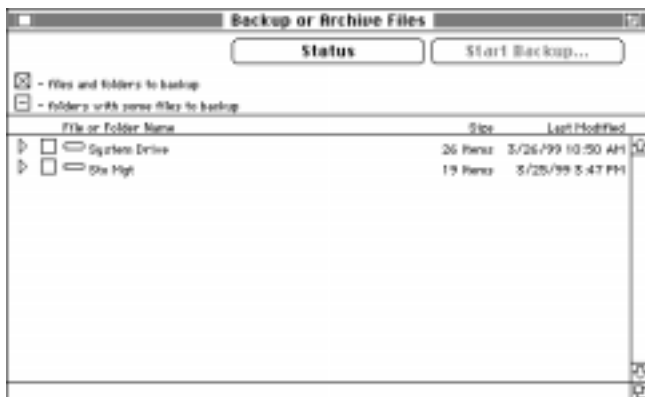 Backup or Archive Files
Status Start Backup...
- files and folders to backup
- folders with some files to backup
File or Folder Name Size Last Modified
System Drive 26 items 3/26/99 10:50 AM
Stu Mgt 19 items 3/25/99 3:47 PM